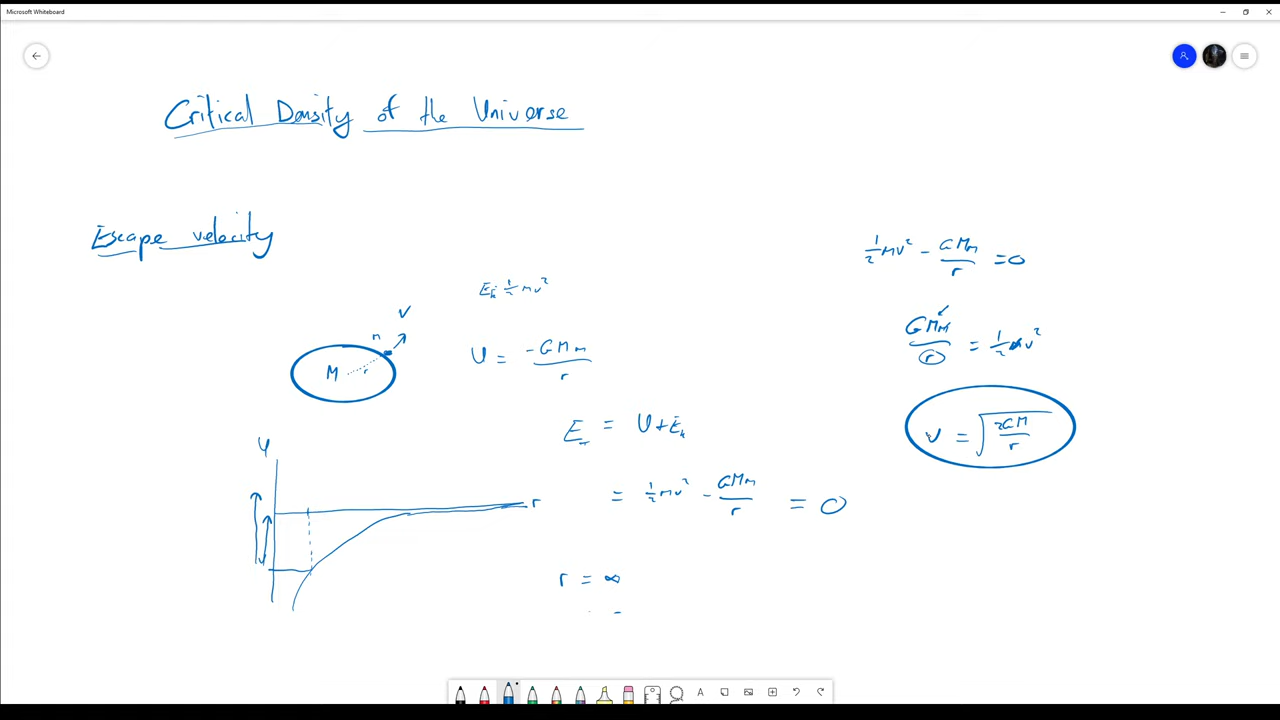 Microsoft Whiteboard
Critical Density of the Universe
Escape velocity
½mv² - GMm/r = 0
Ek = ½mv²
v
m
M
r
U = -GMm/r
GMm/r = ½mv²
E = U + Ek
v = √(2GM/r)
= ½mv² - GMm/r = 0
r
r = ∞
A